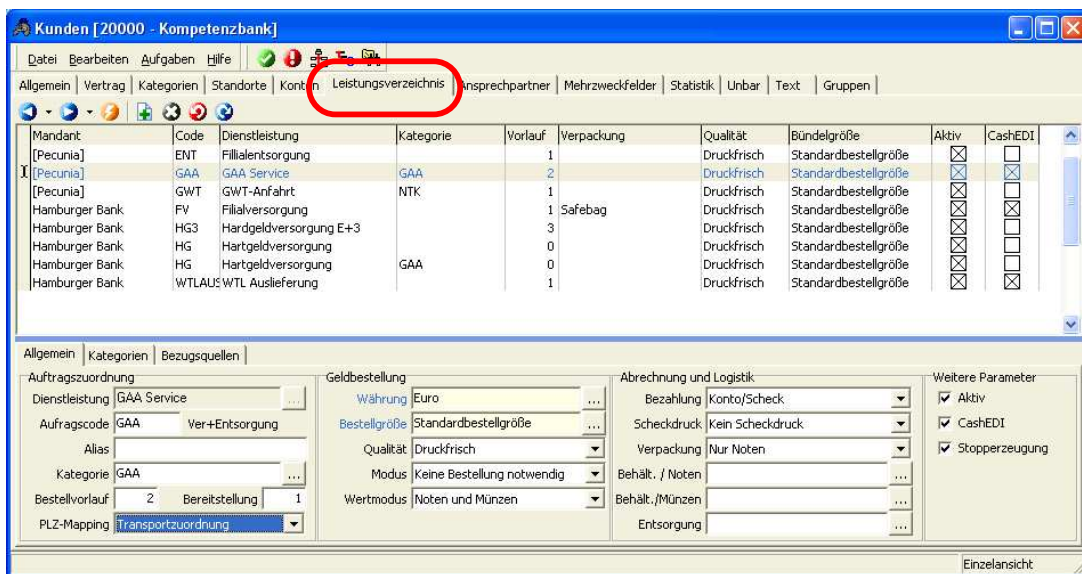 Kunden [20000 - Kompetenzbank]
Datei Bearbeiten Aufgaben Hilfe
Allgemein Vertrag Kategorien Standorte Konten Leistungsverzeichnis Ansprechpartner Mehrzweckfelder Statistik Unbar Text Gruppen
Mandant Code Dienstleistung Kategorie Vorlauf Verpackung Qualität Bündelgröße Aktiv CashEDI
[Pecunia] ENT Fillialentsorgung 1 Druckfrisch Standardbestellgröße
[Pecunia] GAA GAA Service GAA 2 Druckfrisch Standardbestellgröße
[Pecunia] GWT GWT-Anfahrt NTK 1 Druckfrisch Standardbestellgröße
Hamburger Bank FV Filialversorgung 1 Safebag Druckfrisch Standardbestellgröße
Hamburger Bank HG3 Hardgeldversorgung E+3 3 Druckfrisch Standardbestellgröße
Hamburger Bank HG Hartgeldversorgung 0 Druckfrisch Standardbestellgröße
Hamburger Bank HG Hartgeldversorgung GAA 0 Druckfrisch Standardbestellgröße
Hamburger Bank WTLAUS WTL Auslieferung 1 Druckfrisch Standardbestellgröße
Allgemein Kategorien Bezugsquellen
Auftragszuordnung Geldbestellung Abrechnung und Logistik Weitere Parameter
Dienstleistung GAA Service ... Währung Euro ... Bezahlung Konto/Scheck Aktiv
Aufragscode GAA Ver+Entsorgung Bestellgröße Standardbestellgröße ... Scheckdruck Kein Scheckdruck CashEDI
Alias Qualität Druckfrisch Verpackung Nur Noten Stopperzeugung
Kategorie GAA ... Modus Keine Bestellung notwendig Behält. / Noten ...
Bestellvorlauf 2 Bereitstellung 1 Wertmodus Noten und Münzen Behält./Münzen ...
PLZ-Mapping Transportzuordnung Entsorgung ...
Einzelansicht